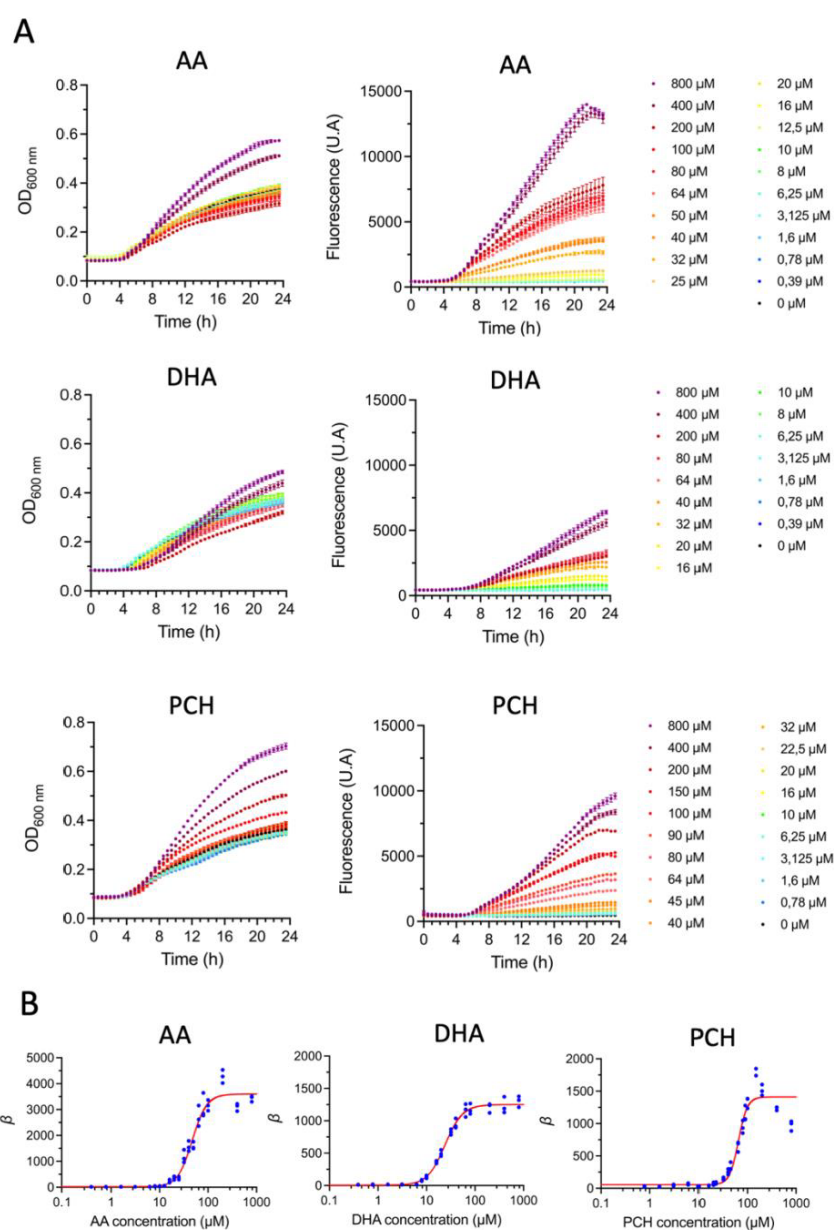 A
AA
AA
0.8
0.6
0.4
0.2
0.0
OD600 nm
0 4 8 12 16 20 24
Time (h)
15000
10000
5000
0
Fluorescence (U.A)
0 4 8 12 16 20 24
Time (h)
800 µM
400 µM
200 µM
100 µM
80 µM
64 µM
50 µM
40 µM
32 µM
25 µM
20 µM
16 µM
12,5 µM
10 µM
8 µM
6,25 µM
3,125 µM
1,6 µM
0,78 µM
0,39 µM
0 µM
DHA
DHA
0.8
0.6
0.4
0.2
0.0
OD600 nm
0 4 8 12 16 20 24
Time (h)
15000
10000
5000
0
Fluorescence (U.A)
0 4 8 12 16 20 24
Time (h)
800 µM
400 µM
200 µM
80 µM
64 µM
40 µM
32 µM
20 µM
16 µM
10 µM
8 µM
6,25 µM
3,125 µM
1,6 µM
0,78 µM
0,39 µM
0 µM
PCH
PCH
0.8
0.6
0.4
0.2
0.0
OD600 nm
0 4 8 12 16 20 24
Time (h)
15000
10000
5000
0
Fluorescence (U.A)
0 4 8 12 16 20 24
Time (h)
800 µM
400 µM
200 µM
150 µM
100 µM
90 µM
80 µM
64 µM
45 µM
40 µM
32 µM
22,5 µM
20 µM
16 µM
10 µM
6,25 µM
3,125 µM
1,6 µM
0,78 µM
0 µM
B
AA
5000
4000
3000
2000
1000
0
β
0.1 1 10 100 1000
AA concentration (µM)
DHA
2000
1500
1000
500
0
β
0.1 1 10 100 1000
DHA concentration (µM)
PCH
2000
1500
1000
500
0
β
0.1 1 10 100 1000
PCH concentration (µM)